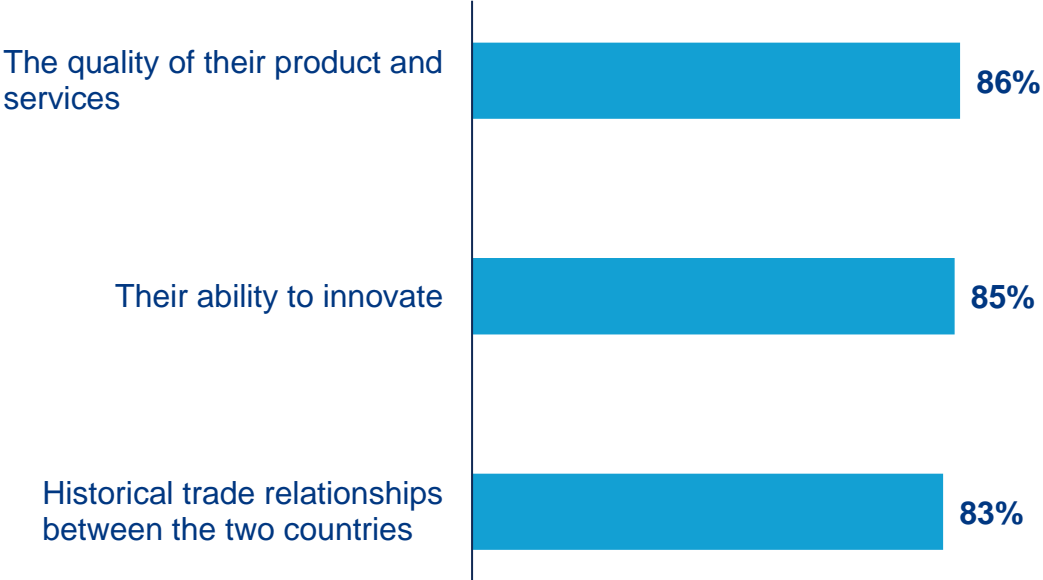 The quality of their product and
services
86%
Their ability to innovate
85%
Historical trade relationships
between the two countries
83%